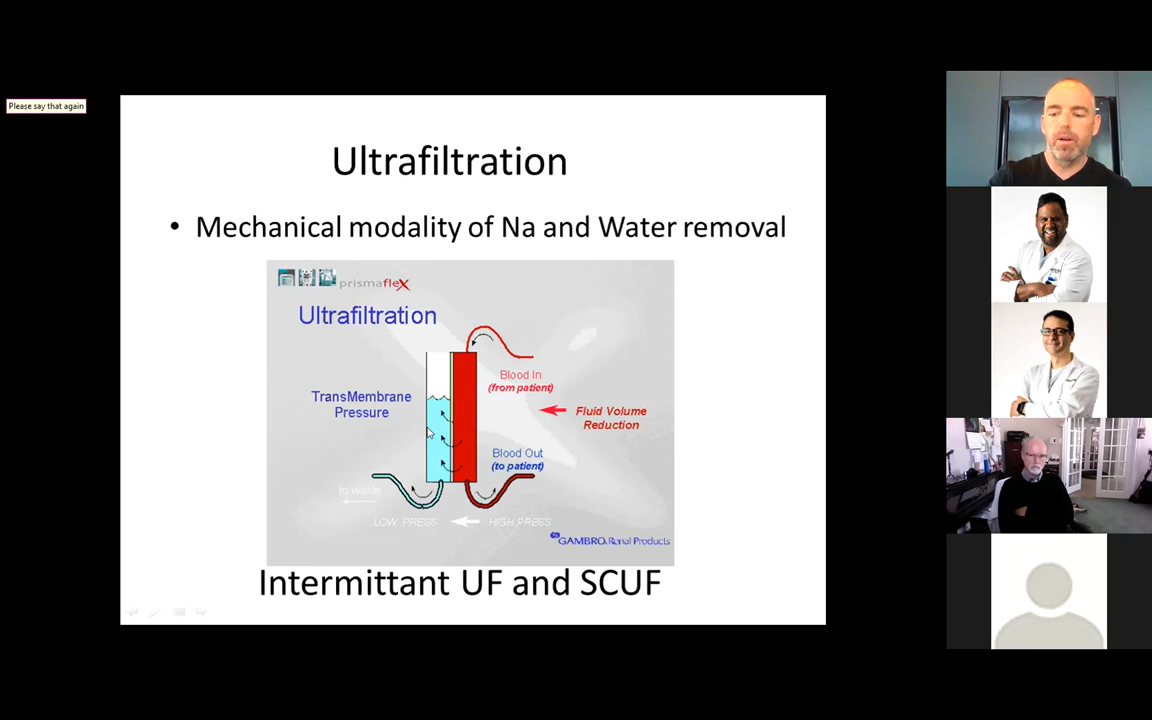 Please say that again
Ultrafiltration
• Mechanical modality of Na and Water removal
prismaflex
Ultrafiltration
TransMembrane
Pressure
Blood In
(from patient)
Fluid Volume
Reduction
Blood Out
(to patient)
to waste
LOW PRESS
HIGH PRESS
GAMBRO Renal Products
Intermittant UF and SCUF